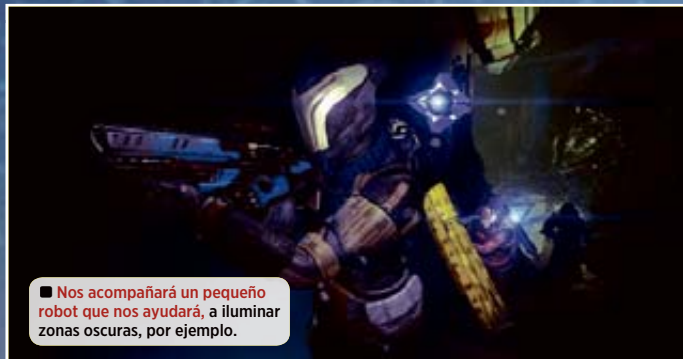 ■ Nos acompañará un pequeño
robot que nos ayudará, a iluminar
zonas oscuras, por ejemplo.